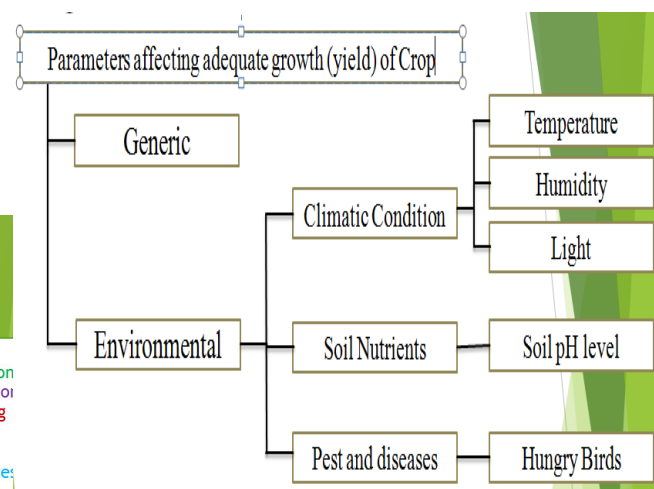 Parameters affecting adequate growth (yield) of Crop
Generic
Environmental
Climatic Condition
Temperature
Humidity
Light
Soil Nutrients
Soil pH level
Pest and diseases
Hungry Birds